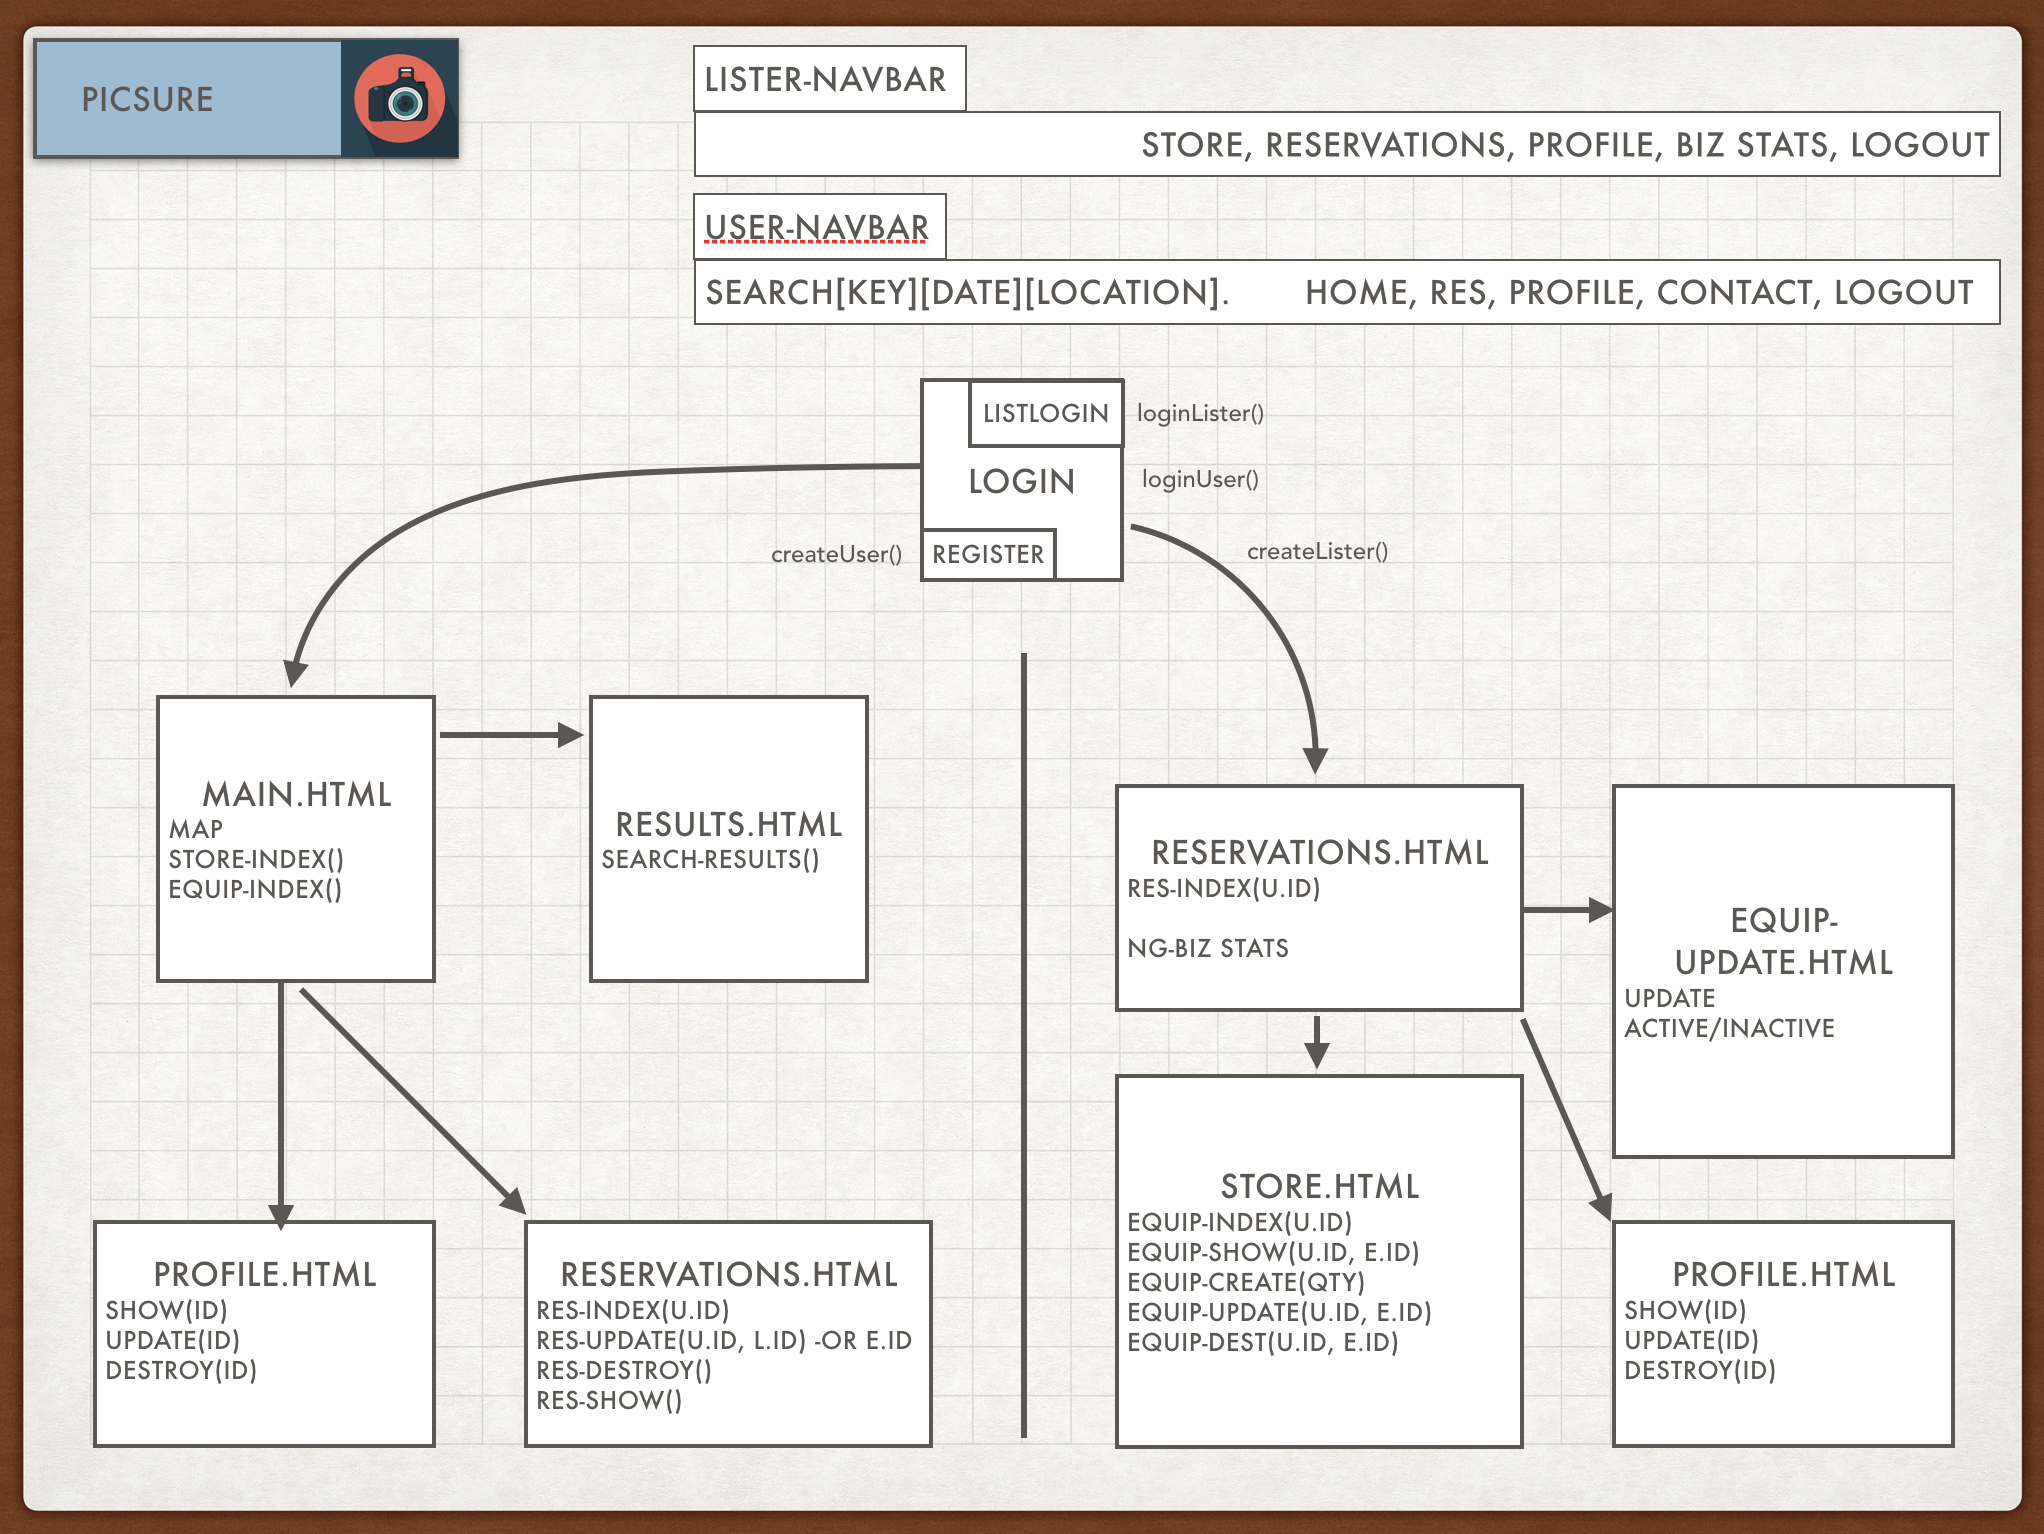 PICSURE
LISTER-NAVBAR
STORE, RESERVATIONS, PROFILE, BIZ STATS, LOGOUT
USER-NAVBAR
SEARCH[KEY][DATE][LOCATION]. HOME, RES, PROFILE, CONTACT, LOGOUT
LISTLOGIN
loginLister()
LOGIN
loginUser()
createUser()
REGISTER
createLister()
MAIN.HTML
MAP
STORE-INDEX()
EQUIP-INDEX()
RESULTS.HTML
SEARCH-RESULTS()
RESERVATIONS.HTML
RES-INDEX(U.ID)
NG-BIZ STATS
EQUIP-
UPDATE.HTML
UPDATE
ACTIVE/INACTIVE
PROFILE.HTML
SHOW(ID)
UPDATE(ID)
DESTROY(ID)
RESERVATIONS.HTML
RES-INDEX(U.ID)
RES-UPDATE(U.ID, L.ID) -OR E.ID
RES-DESTROY()
RES-SHOW()
STORE.HTML
EQUIP-INDEX(U.ID)
EQUIP-SHOW(U.ID, E.ID)
EQUIP-CREATE(QTY)
EQUIP-UPDATE(U.ID, E.ID)
EQUIP-DEST(U.ID, E.ID)
PROFILE.HTML
SHOW(ID)
UPDATE(ID)
DESTROY(ID)